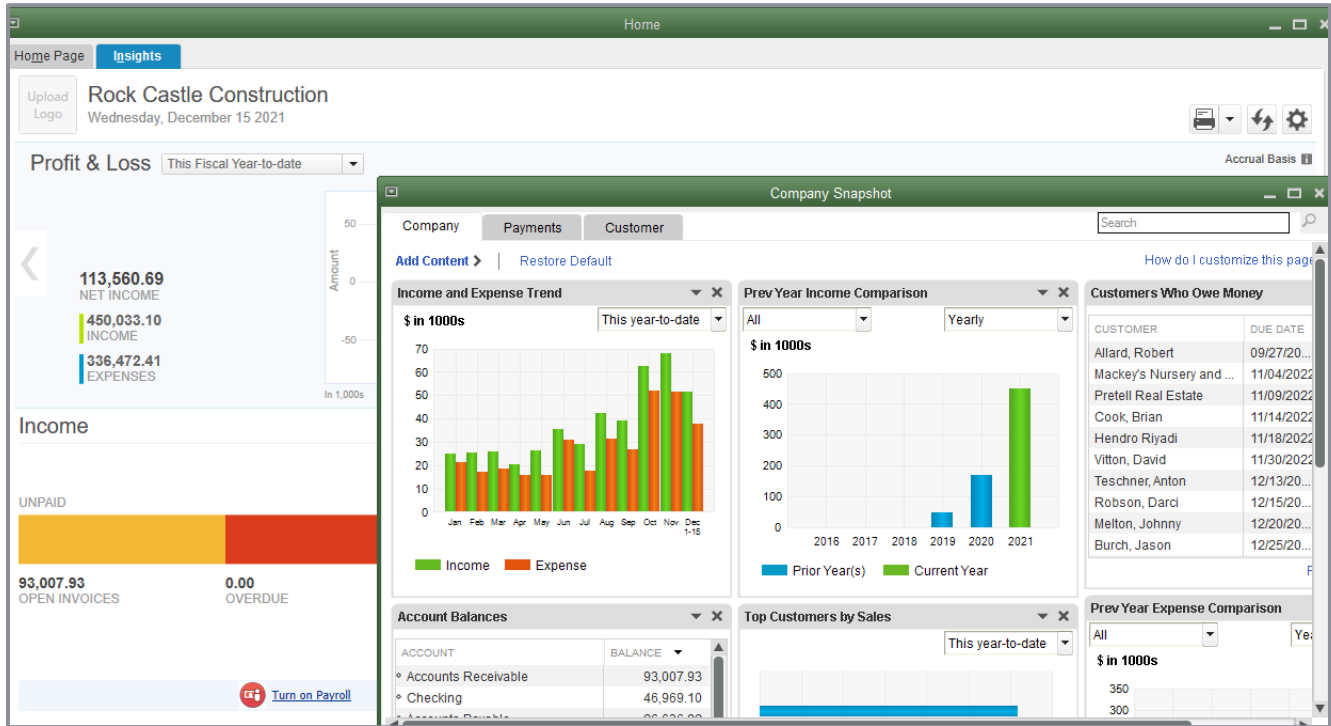 Home
Home Page Insights
Upload Logo
Rock Castle Construction
Wednesday, December 15 2021
Profit & Loss This Fiscal Year-to-date
Accrual Basis
50
0
-50
Amount
In 1,000s
113,560.69
NET INCOME
450,033.10
INCOME
336,472.41
EXPENSES
Income
UNPAID
93,007.93
OPEN INVOICES
0.00
OVERDUE
Turn on Payroll
Company Snapshot
Company Payments Customer
Search
Add Content Restore Default
How do I customize this page
Income and Expense Trend
$ in 1000s This year-to-date
70
60
50
40
30
20
10
0
Jan Feb Mar Apr May Jun Jul Aug Sep Oct Nov Dec
1-15
Income Expense
Prev Year Income Comparison
All Yearly
$ in 1000s
500
400
300
200
100
0
2016 2017 2018 2019 2020 2021
Prior Year(s) Current Year
Customers Who Owe Money
CUSTOMER DUE DATE
Allard, Robert 09/27/20...
Mackey's Nursery and ... 11/04/2022
Pretell Real Estate 11/09/2022
Cook, Brian 11/14/2022
Hendro Riyadi 11/18/2022
Vitton, David 11/30/2022
Teschner, Anton 12/13/20...
Robson, Darci 12/15/20...
Melton, Johnny 12/20/20...
Burch, Jason 12/25/20...
Account Balances
ACCOUNT BALANCE
Accounts Receivable 93,007.93
Checking 46,969.10
Top Customers by Sales
This year-to-date
Prev Year Expense Comparison
All
$ in 1000s
350
300